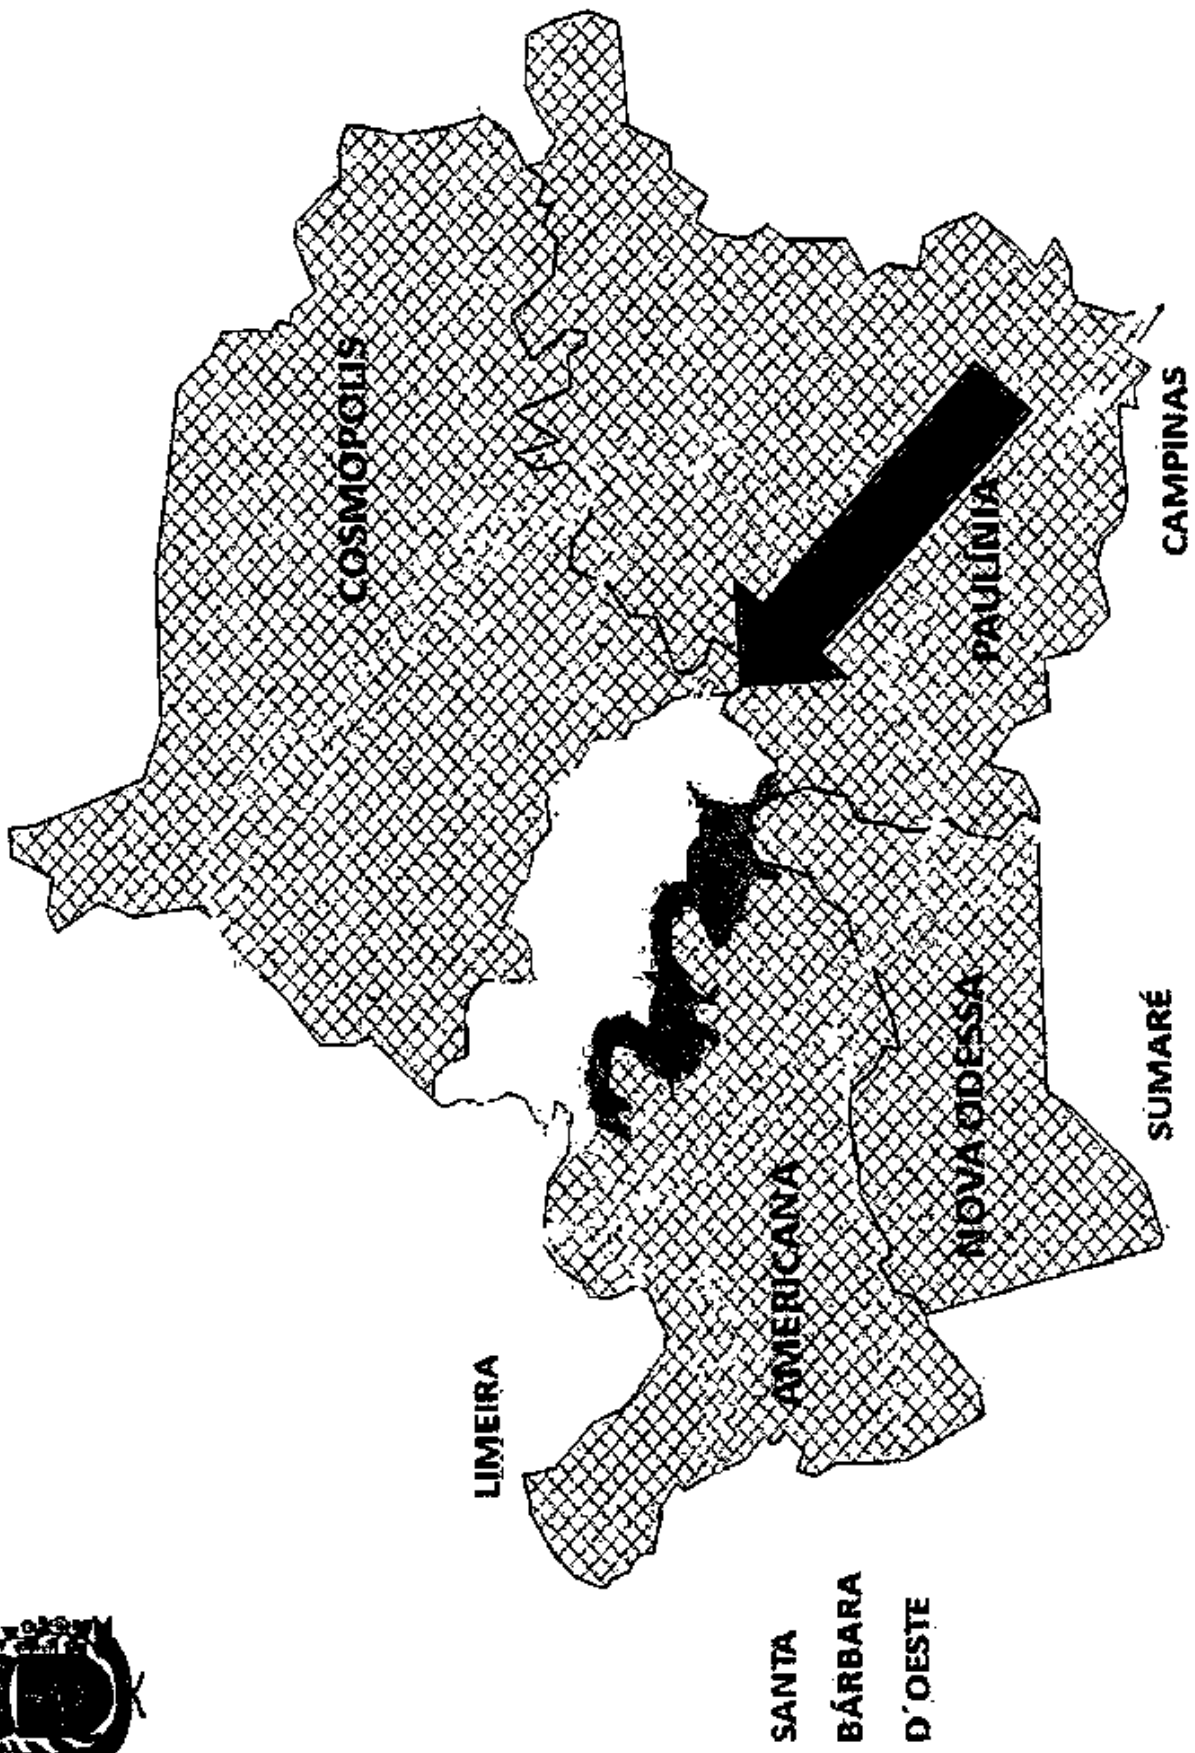 COSMÓPOLIS
LIMEIRA
AMERICANA
PAULÍNIA
NOVA ODESSA
SANTA
BÁRBARA
D´OESTE
SUMARÉ
CAMPINAS